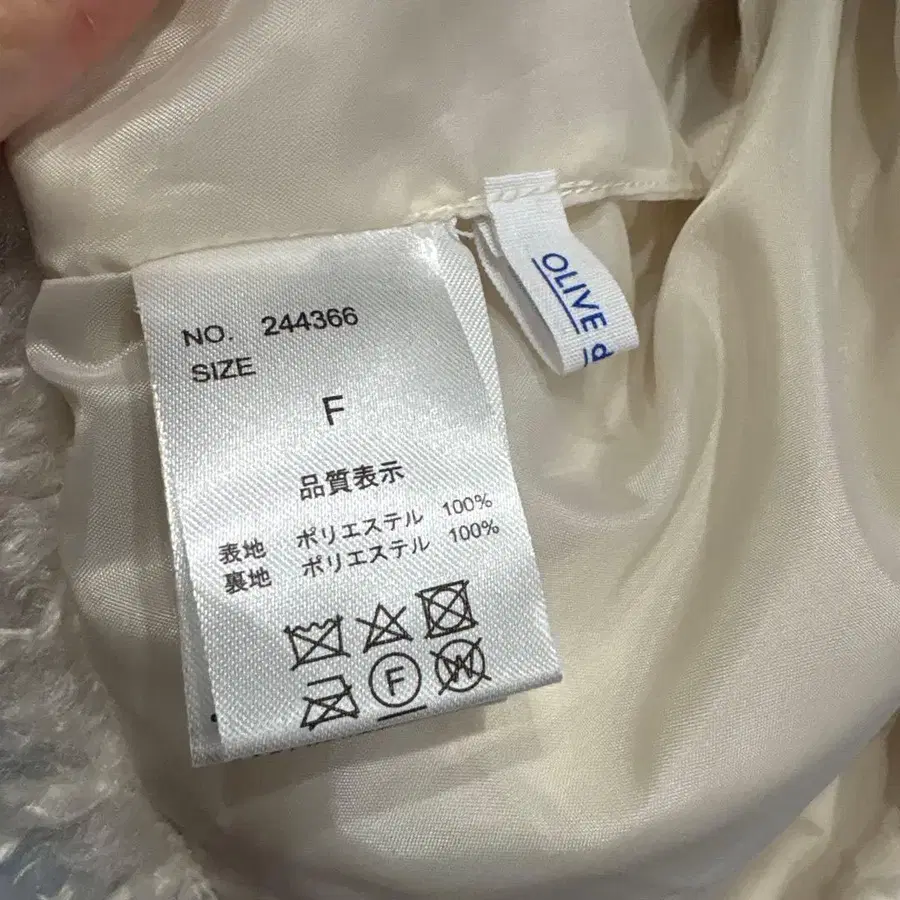 NO. 244366
SIZE
F
品質表示
表地 ポリエステル 100%
裏地 ポリエステル 100%
F
W
OLIVE